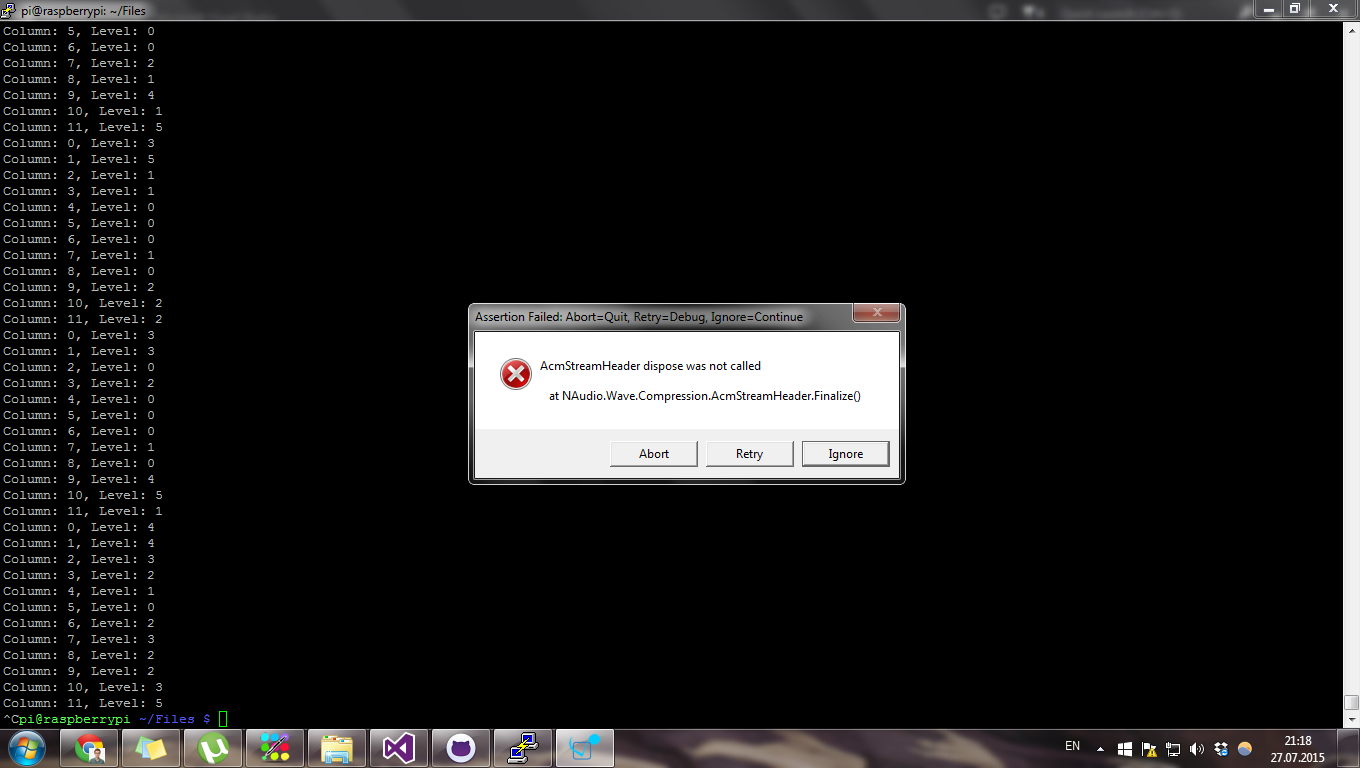 pi@raspberrypi: ~/Files
Column: 5, Level: 0
Column: 6, Level: 0
Column: 7, Level: 2
Column: 8, Level: 1
Column: 9, Level: 4
Column: 10, Level: 1
Column: 11, Level: 5
Column: 0, Level: 3
Column: 1, Level: 5
Column: 2, Level: 1
Column: 3, Level: 1
Column: 4, Level: 0
Column: 5, Level: 0
Column: 6, Level: 0
Column: 7, Level: 1
Column: 8, Level: 0
Column: 9, Level: 2
Column: 10, Level: 2
Column: 11, Level: 2
Column: 0, Level: 3
Column: 1, Level: 3
Column: 2, Level: 0
Column: 3, Level: 2
Column: 4, Level: 0
Column: 5, Level: 0
Column: 6, Level: 0
Column: 7, Level: 1
Column: 8, Level: 0
Column: 9, Level: 4
Column: 10, Level: 5
Column: 11, Level: 1
Column: 0, Level: 4
Column: 1, Level: 4
Column: 2, Level: 3
Column: 3, Level: 2
Column: 4, Level: 1
Column: 5, Level: 0
Column: 6, Level: 2
Column: 7, Level: 3
Column: 8, Level: 2
Column: 9, Level: 2
Column: 10, Level: 3
Column: 11, Level: 5
^Cpi@raspberrypi ~/Files $
Assertion Failed: Abort=Quit, Retry=Debug, Ignore=Continue
AcmStreamHeader dispose was not called
at NAudio.Wave.Compression.AcmStreamHeader.Finalize()
Abort Retry Ignore
EN
21:18
27.07.2015